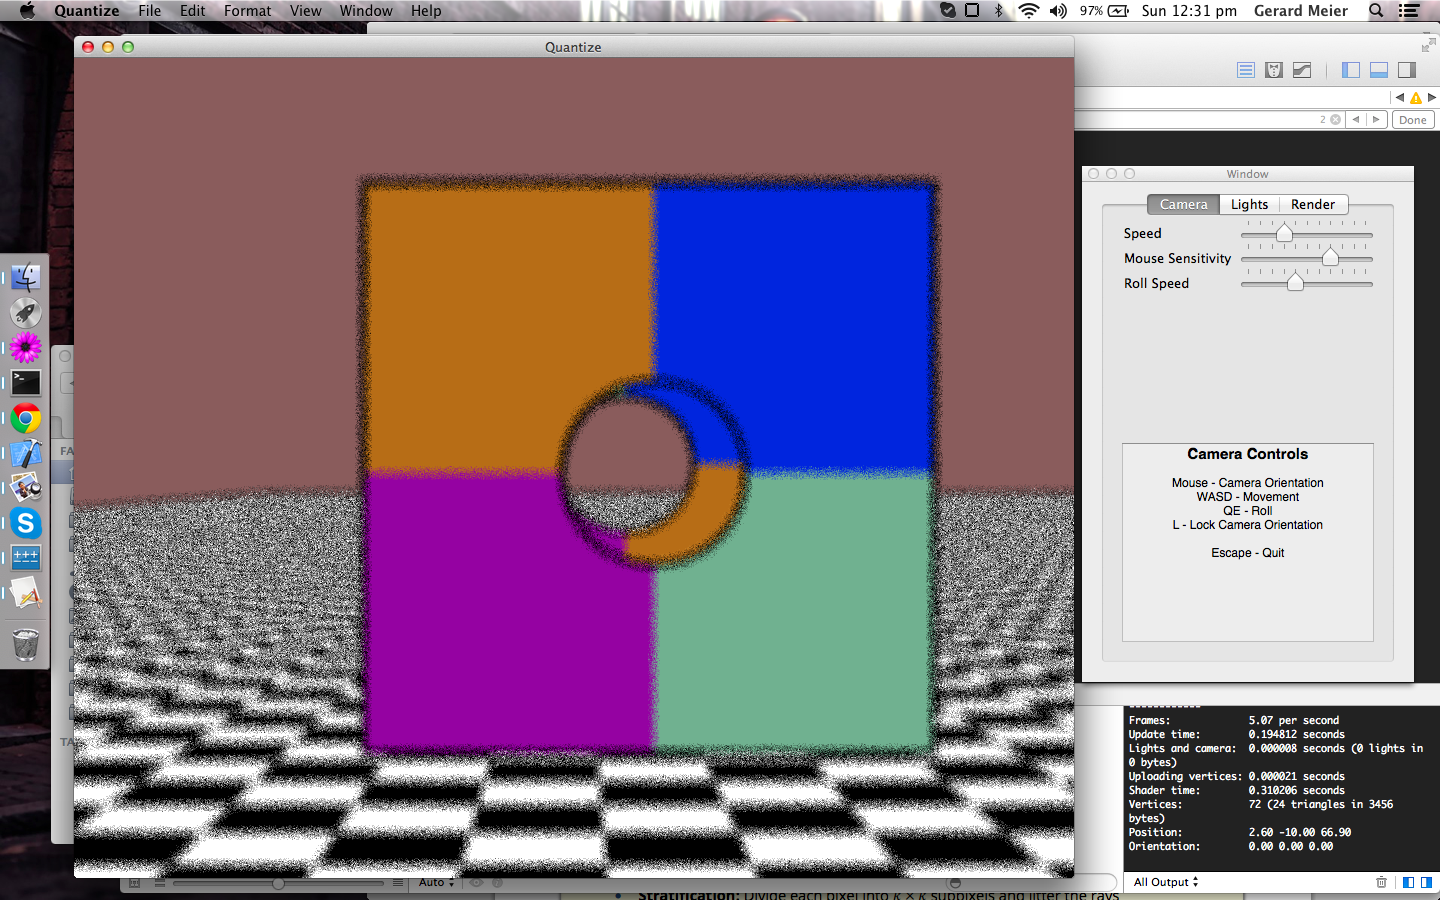 Quantize File Edit Format View Window Help
97% Sun 12:31 pm Gerard Meier
Quantize
2 Done
Window
Camera Lights Render
Speed
Mouse Sensitivity
Roll Speed
Camera Controls
Mouse - Camera Orientation
WASD - Movement
QE - Roll
L - Lock Camera Orientation
Escape - Quit
FA
TA
Frames: 5.07 per second
Update time: 0.194812 seconds
Lights and camera: 0.000008 seconds (0 lights in
0 bytes)
Uploading vertices: 0.000021 seconds
Shader time: 0.310206 seconds
Vertices: 72 (24 triangles in 3456
bytes)
Position: 2.60 -10.00 66.90
Orientation: 0.00 0.00 0.00
Auto
All Output
Stratification: Divide each pixel into k × k subpixels and jitter the rays